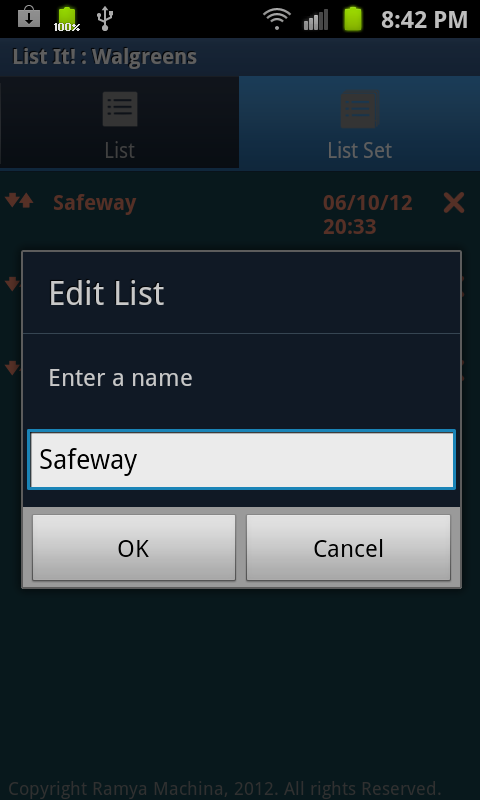 100%
8:42 PM
List It! : Walgreens
List
List Set
Safeway
06/10/12
20:33
Edit List
Enter a name
Safeway
OK
Cancel
Copyright Ramya Machina, 2012. All rights Reserved.